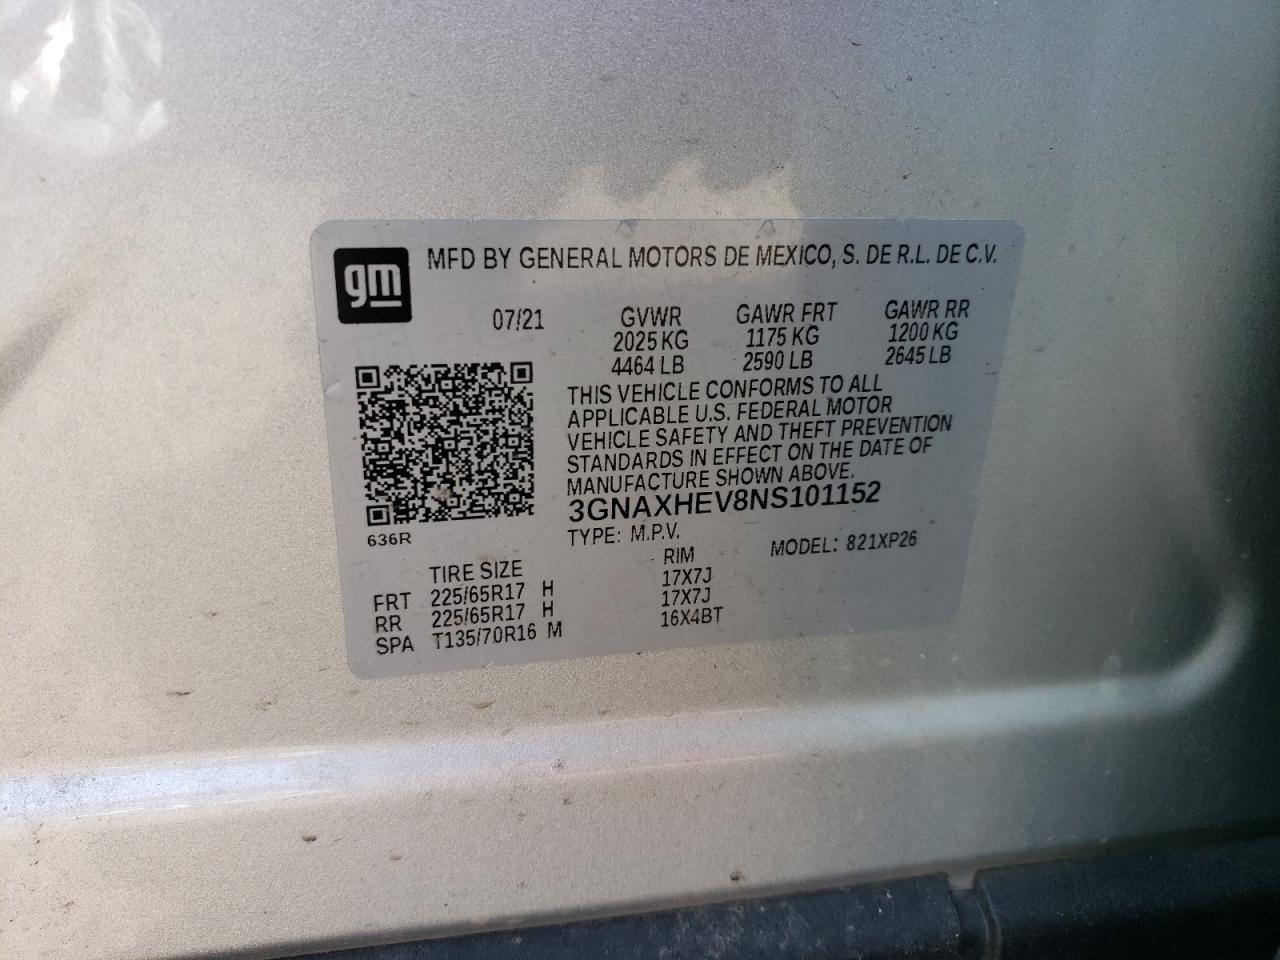 gm
MFD BY GENERAL MOTORS DE MEXICO, S. DE R.L. DE C.V.
07/21 GVWR GAWR FRT GAWR RR
2025 KG 1175 KG 1200 KG
4464 LB 2590 LB 2645 LB
THIS VEHICLE CONFORMS TO ALL
APPLICABLE U.S. FEDERAL MOTOR
VEHICLE SAFETY AND THEFT PREVENTION
STANDARDS IN EFFECT ON THE DATE OF
MANUFACTURE SHOWN ABOVE.
3GNAXHEV8NS101152
636R
TYPE: M.P.V. MODEL: 821XP26
TIRE SIZE RIM
FRT 225/65R17 H 17X7J
RR 225/65R17 H 17X7J
SPA T135/70R16 M 16X4BT